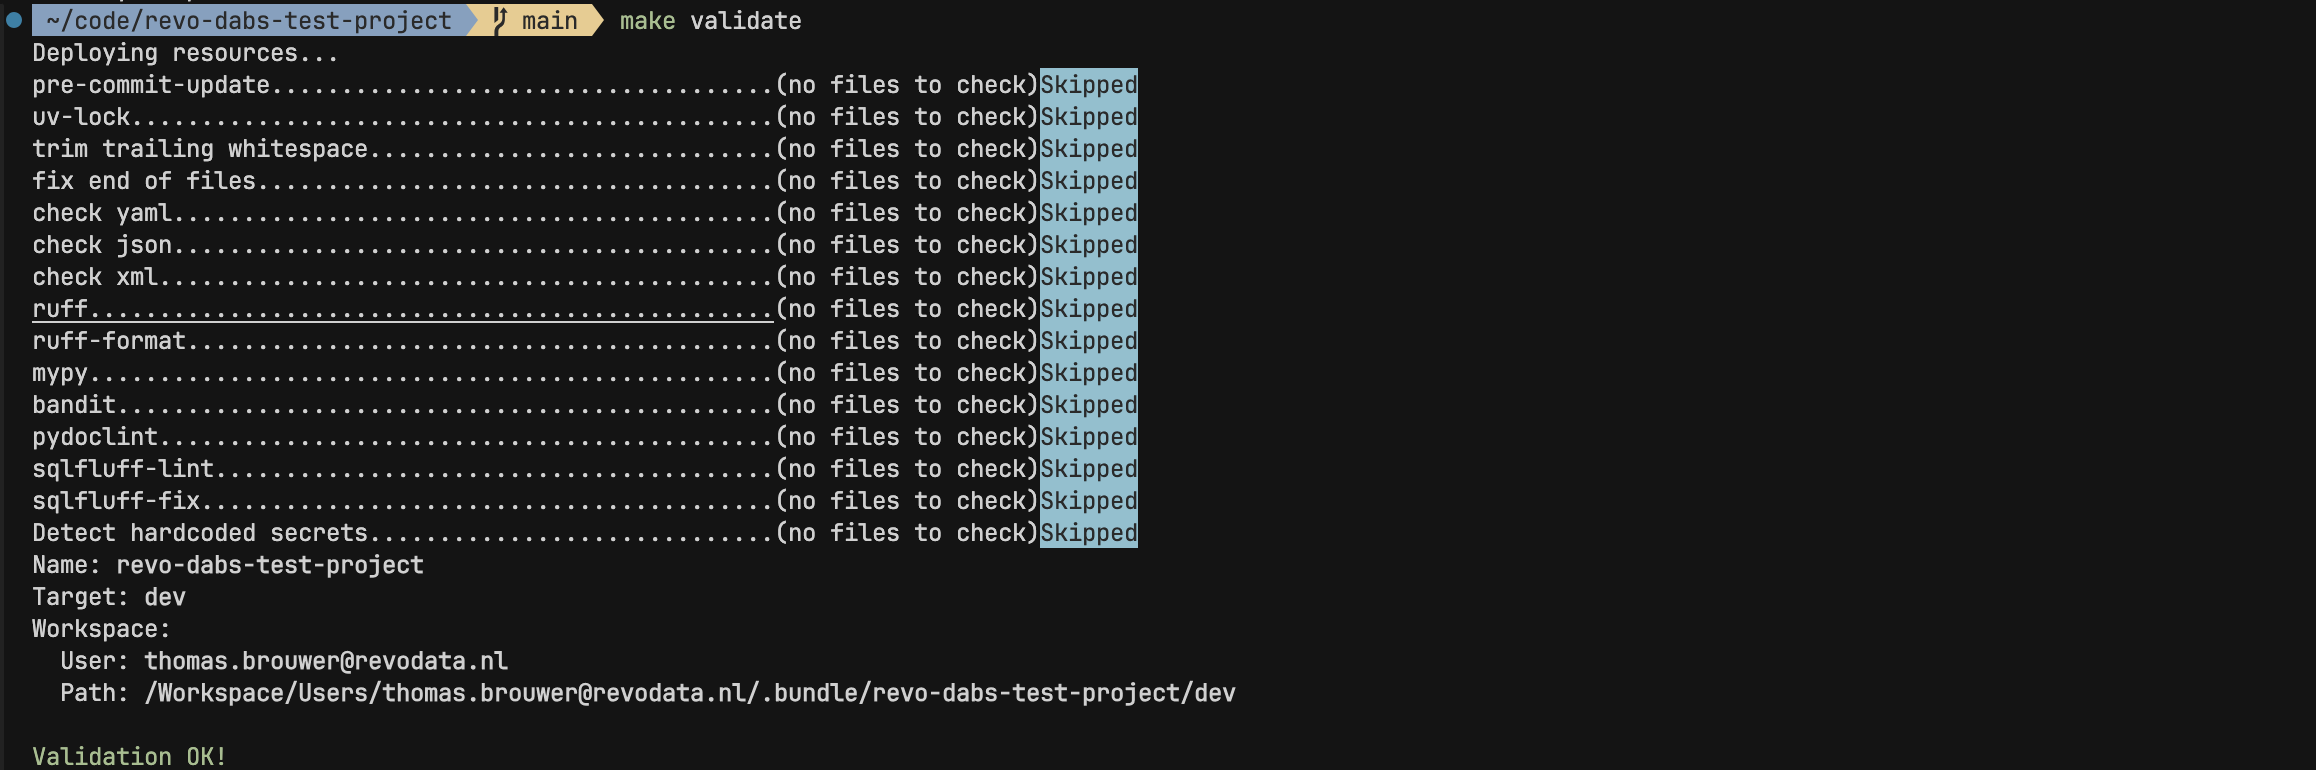 ~/code/revo-dabs-test-project main make validate
Deploying resources...
pre-commit-update....................................(no files to check)Skipped
uv-lock..............................................(no files to check)Skipped
trim trailing whitespace.............................(no files to check)Skipped
fix end of files.....................................(no files to check)Skipped
check yaml...........................................(no files to check)Skipped
check json...........................................(no files to check)Skipped
check xml............................................(no files to check)Skipped
ruff.................................................(no files to check)Skipped
ruff-format..........................................(no files to check)Skipped
mypy.................................................(no files to check)Skipped
bandit...............................................(no files to check)Skipped
pydoclint............................................(no files to check)Skipped
sqlfluff-lint........................................(no files to check)Skipped
sqlfluff-fix.........................................(no files to check)Skipped
Detect hardcoded secrets.............................(no files to check)Skipped
Name: revo-dabs-test-project
Target: dev
Workspace:
  User: thomas.brouwer@revodata.nl
  Path: /Workspace/Users/thomas.brouwer@revodata.nl/.bundle/revo-dabs-test-project/dev
Validation OK!